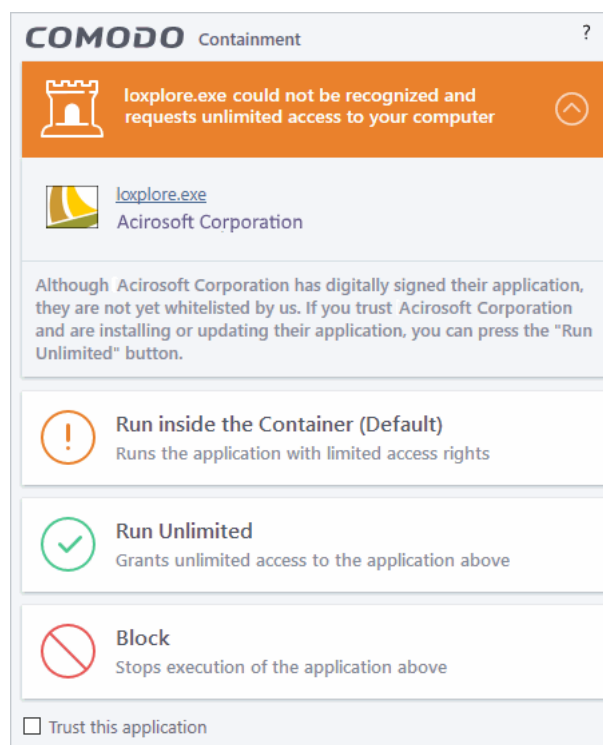 COMODO Containment ?
loxplore.exe could not be recognized and
requests unlimited access to your computer
loxplore.exe
Acirosoft Corporation
Although Acirosoft Corporation has digitally signed their application,
they are not yet whitelisted by us. If you trust Acirosoft Corporation
and are installing or updating their application, you can press the "Run
Unlimited" button.
Run inside the Container (Default)
Runs the application with limited access rights
Run Unlimited
Grants unlimited access to the application above
Block
Stops execution of the application above
Trust this application